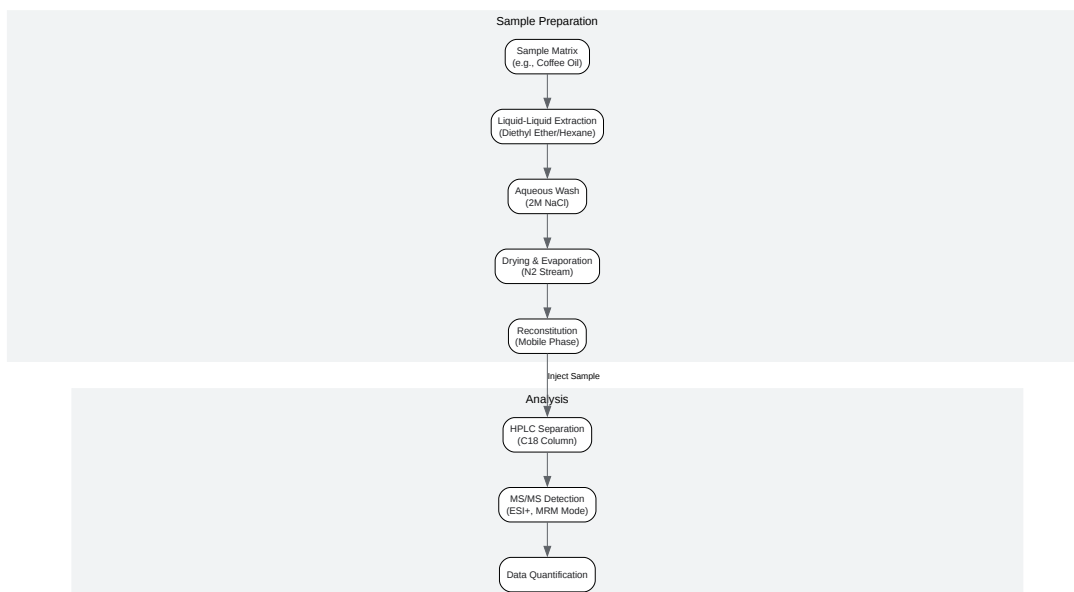 Sample Preparation
Sample Matrix
(e.g., Coffee Oil)
Liquid-Liquid Extraction
(Diethyl Ether/Hexane)
Aqueous Wash
(2M NaCl)
Drying & Evaporation
(N2 Stream)
Reconstitution
(Mobile Phase)
Inject Sample
Analysis
HPLC Separation
(C18 Column)
MS/MS Detection
(ESI+, MRM Mode)
Data Quantification